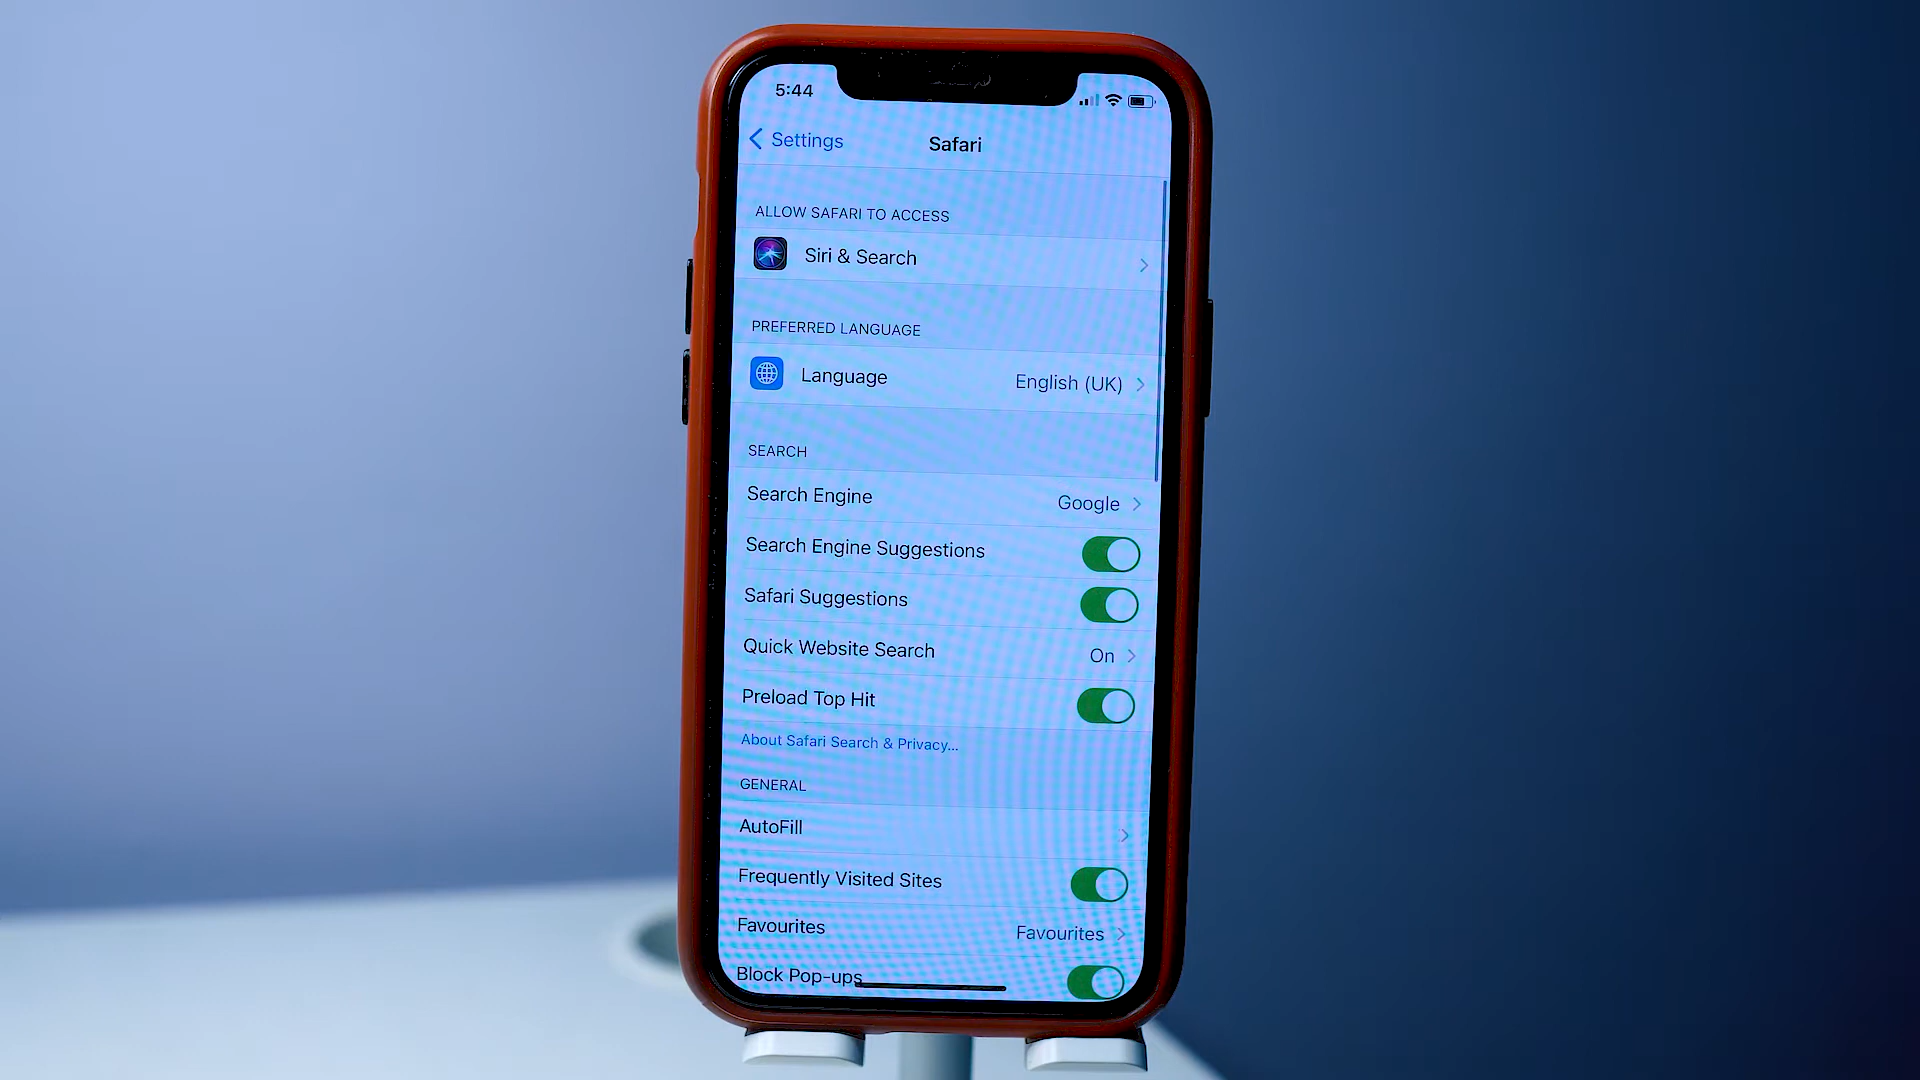 5:44
Settings
Safari
ALLOW SAFARI TO ACCESS
Siri & Search
PREFERRED LANGUAGE
Language English (UK)
SEARCH
Search Engine Google
Search Engine Suggestions
Safari Suggestions
Quick Website Search On
Preload Top Hit
About Safari Search & Privacy...
GENERAL
AutoFill
Frequently Visited Sites
Favourites Favourites
Block Pop-ups